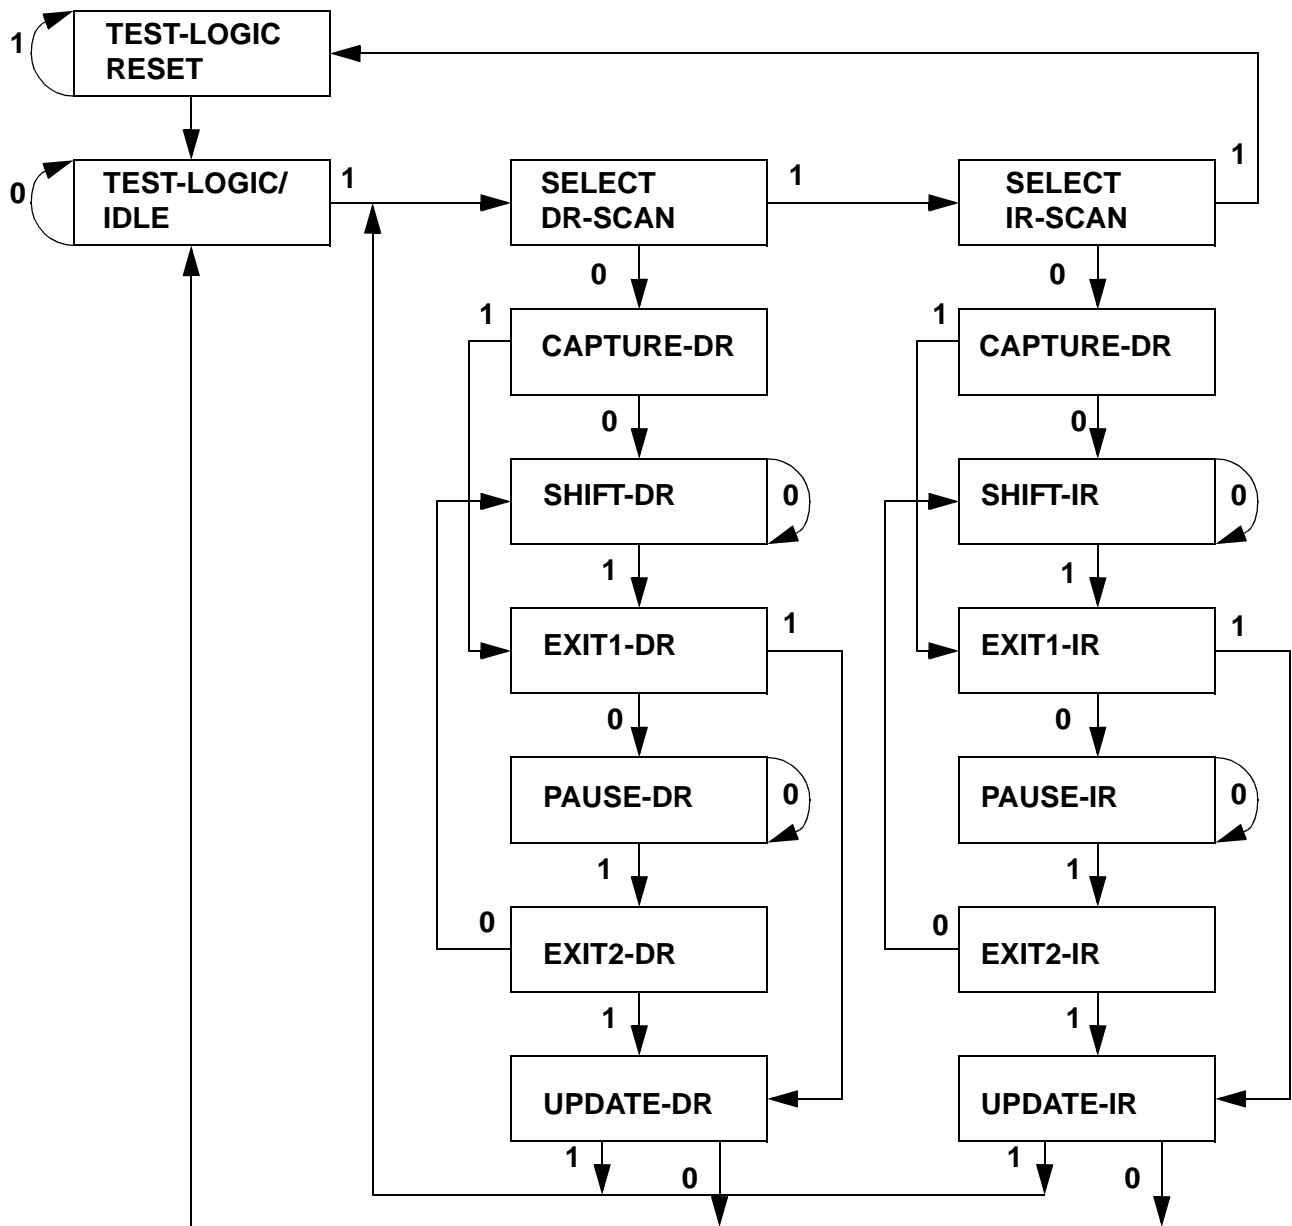 1
TEST-LOGIC
RESET
0
TEST-LOGIC/
IDLE
1
SELECT
DR-SCAN
1
SELECT
IR-SCAN
1
0
0
1
CAPTURE-DR
1
CAPTURE-DR
0
0
SHIFT-DR
0
SHIFT-IR
0
1
1
EXIT1-DR
1
EXIT1-IR
1
0
0
PAUSE-DR
0
PAUSE-IR
0
1
1
0
EXIT2-DR
0
EXIT2-IR
1
1
UPDATE-DR
UPDATE-IR
1
0
1
0